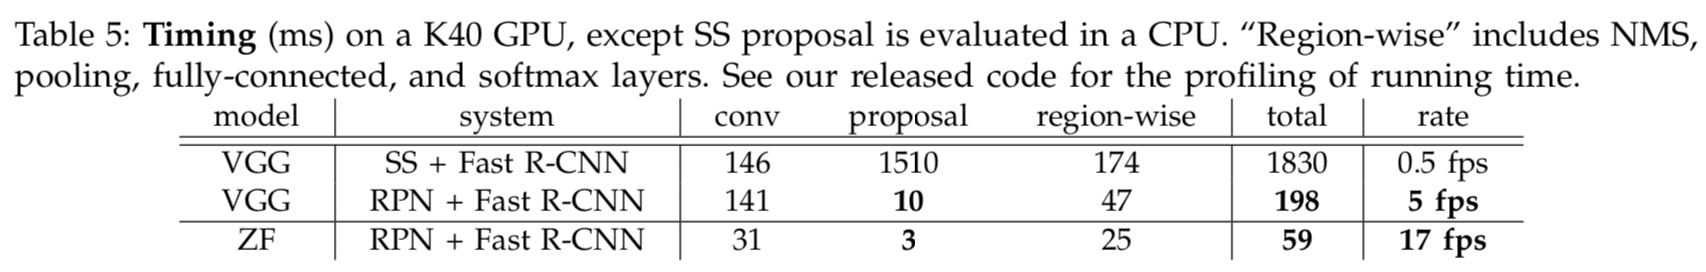 Table 5: Timing (ms) on a K40 GPU, except SS proposal is evaluated in a CPU. “Region-wise” includes NMS,
pooling, fully-connected, and softmax layers. See our released code for the profiling of running time.
model system conv proposal region-wise total rate
VGG SS + Fast R-CNN 146 1510 174 1830 0.5 fps
VGG RPN + Fast R-CNN 141 10 47 198 5 fps
ZF RPN + Fast R-CNN 31 3 25 59 17 fps